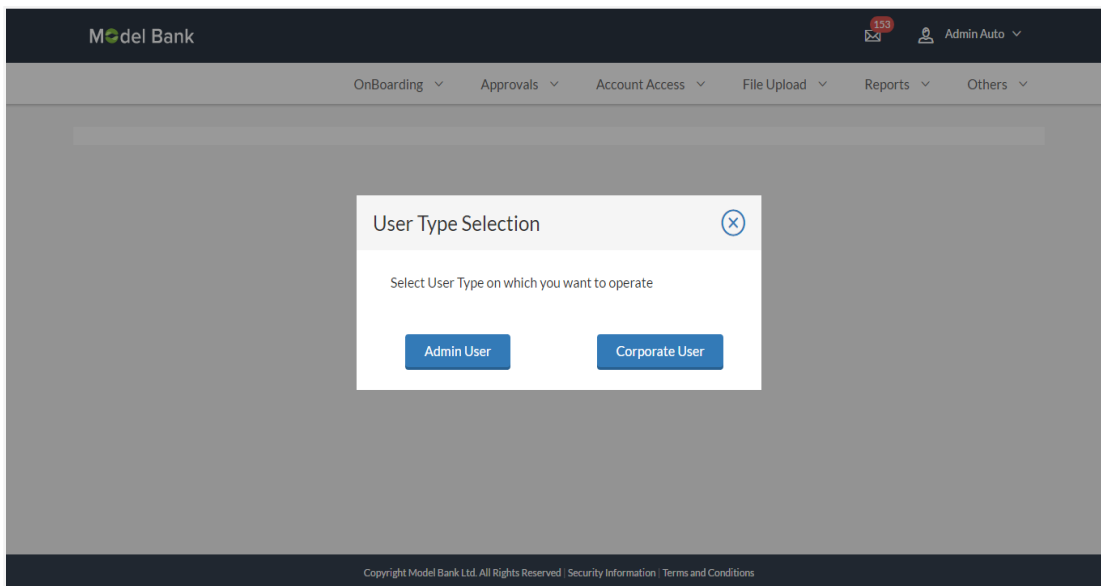 Model Bank
153
Admin Auto
OnBoarding Approvals Account Access File Upload Reports Others
User Type Selection
Select User Type on which you want to operate
Admin User Corporate User
Copyright Model Bank Ltd. All Rights Reserved | Security Information | Terms and Conditions